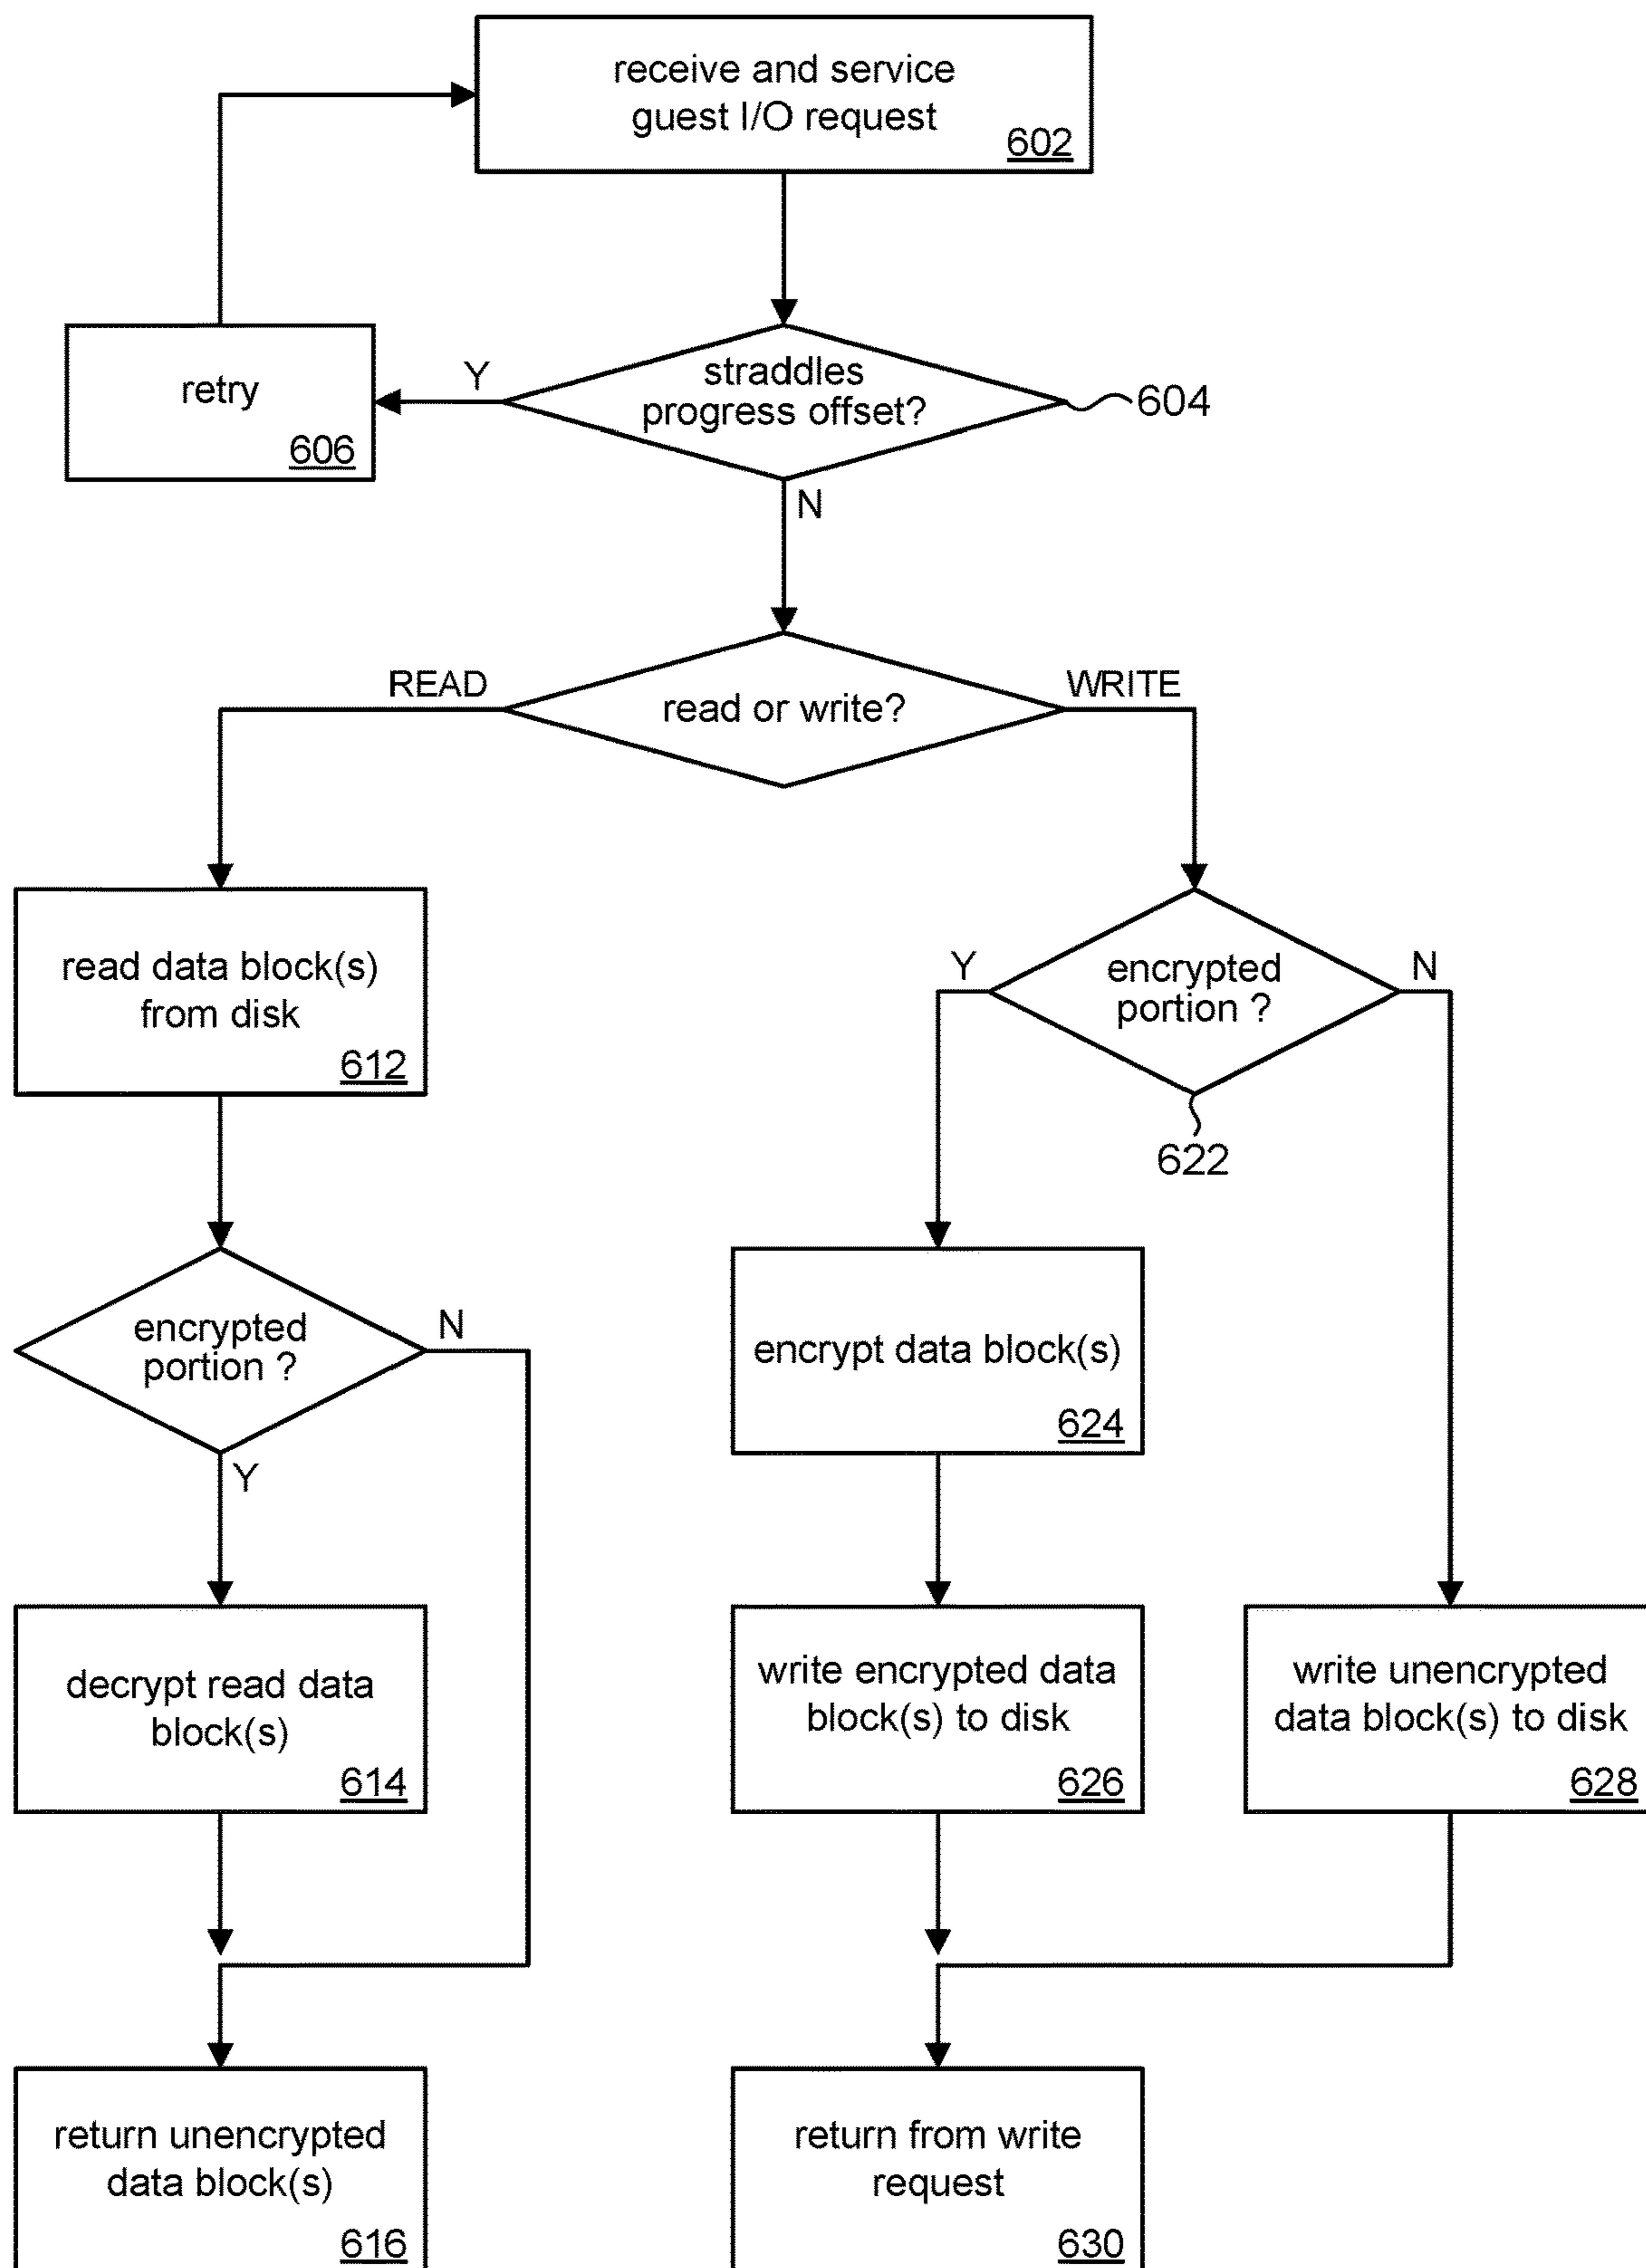 receive and service
guest I/O request
602
straddles
progress offset?
604
Y
retry
606
N
read or write?
READ
WRITE
read data block(s)
from disk
612
encrypted
portion ?
Y
N
622
encrypted
portion ?
N
Y
encrypt data block(s)
624
decrypt read data
block(s)
614
write encrypted data
block(s) to disk
626
write unencrypted
data block(s) to disk
628
return unencrypted
data block(s)
616
return from write
request
630